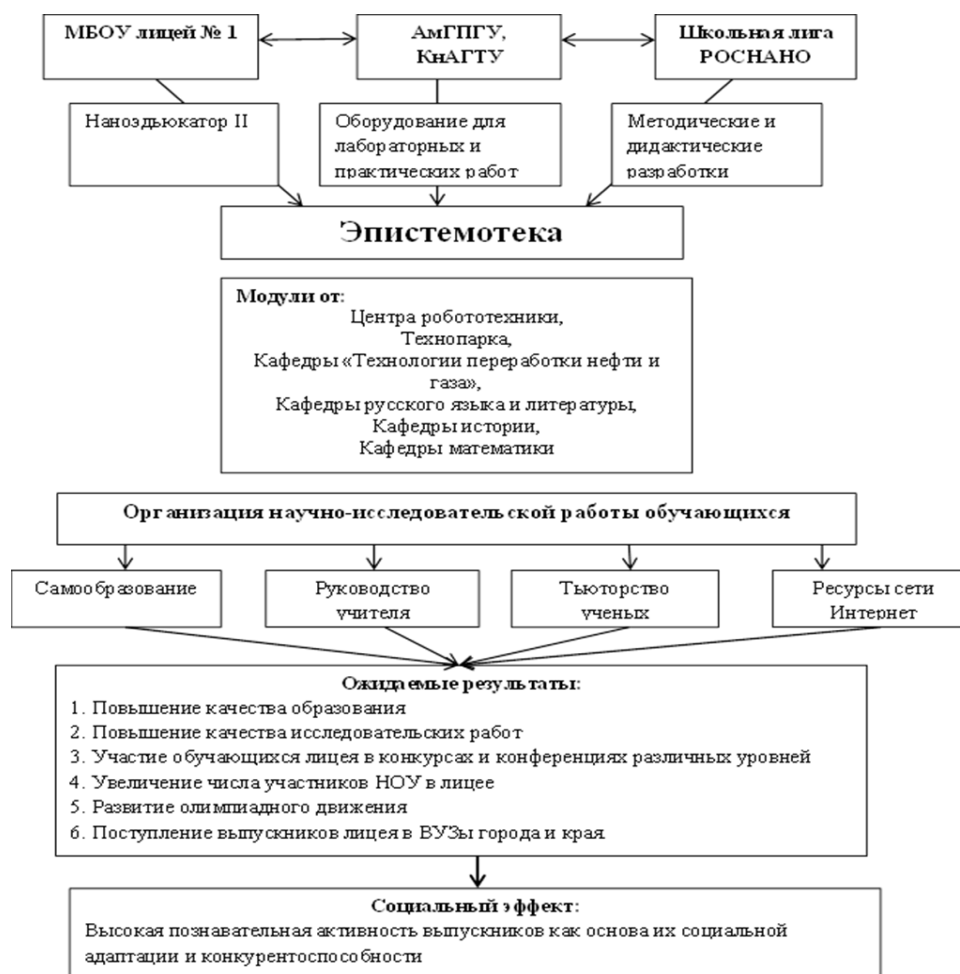 МБОУ лицей № 1
АмГПГУ,
КнАГТУ
Школьная лига
РОСНАНО
Наноэдьюкатор II
Оборудование для
лабораторных и
практических работ
Методические и
дидактические
разработки
Эпистемотека
Модули от:
Центра робототехники,
Технопарка,
Кафедры «Технологии переработки нефти и
газа»,
Кафедры русского языка и литературы,
Кафедры истории,
Кафедры математики
Организация научно-исследовательской работы обучающихся
Самообразование
Руководство
учителя
Тьюторство
ученых
Ресурсы сети
Интернет
Ожидаемые результаты:
1. Повышение качества образования
2. Повышение качества исследовательских работ
3. Участие обучающихся лицея в конкурсах и конференциях различных уровней
4. Увеличение числа участников НОУ в лицее
5. Развитие олимпиадного движения
6. Поступление выпускников лицея в ВУЗы города и края.
Социальный эффект:
Высокая познавательная активность выпускников как основа их социальной
адаптации и конкурентоспособности